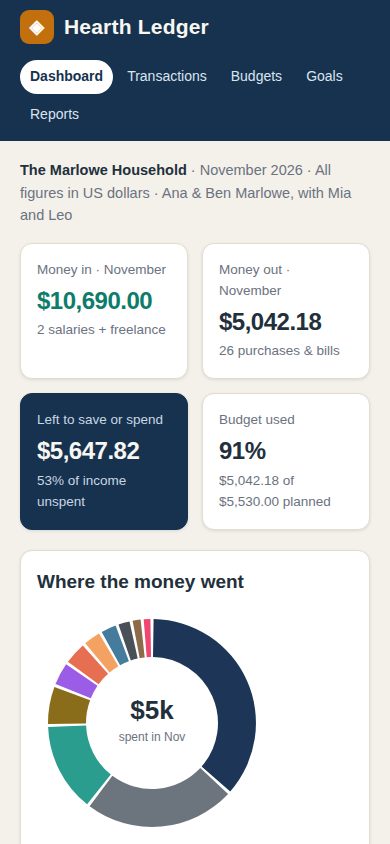 Hearth Ledger
Dashboard Transactions Budgets Goals
Reports
The Marlowe Household · November 2026 · All
figures in US dollars · Ana & Ben Marlowe, with Mia
and Leo
Money in · November
$10,690.00
2 salaries + freelance
Money out ·
November
$5,042.18
26 purchases & bills
Left to save or spend
$5,647.82
53% of income
unspent
Budget used
91%
$5,042.18 of
$5,530.00 planned
Where the money went
$5k
spent in Nov